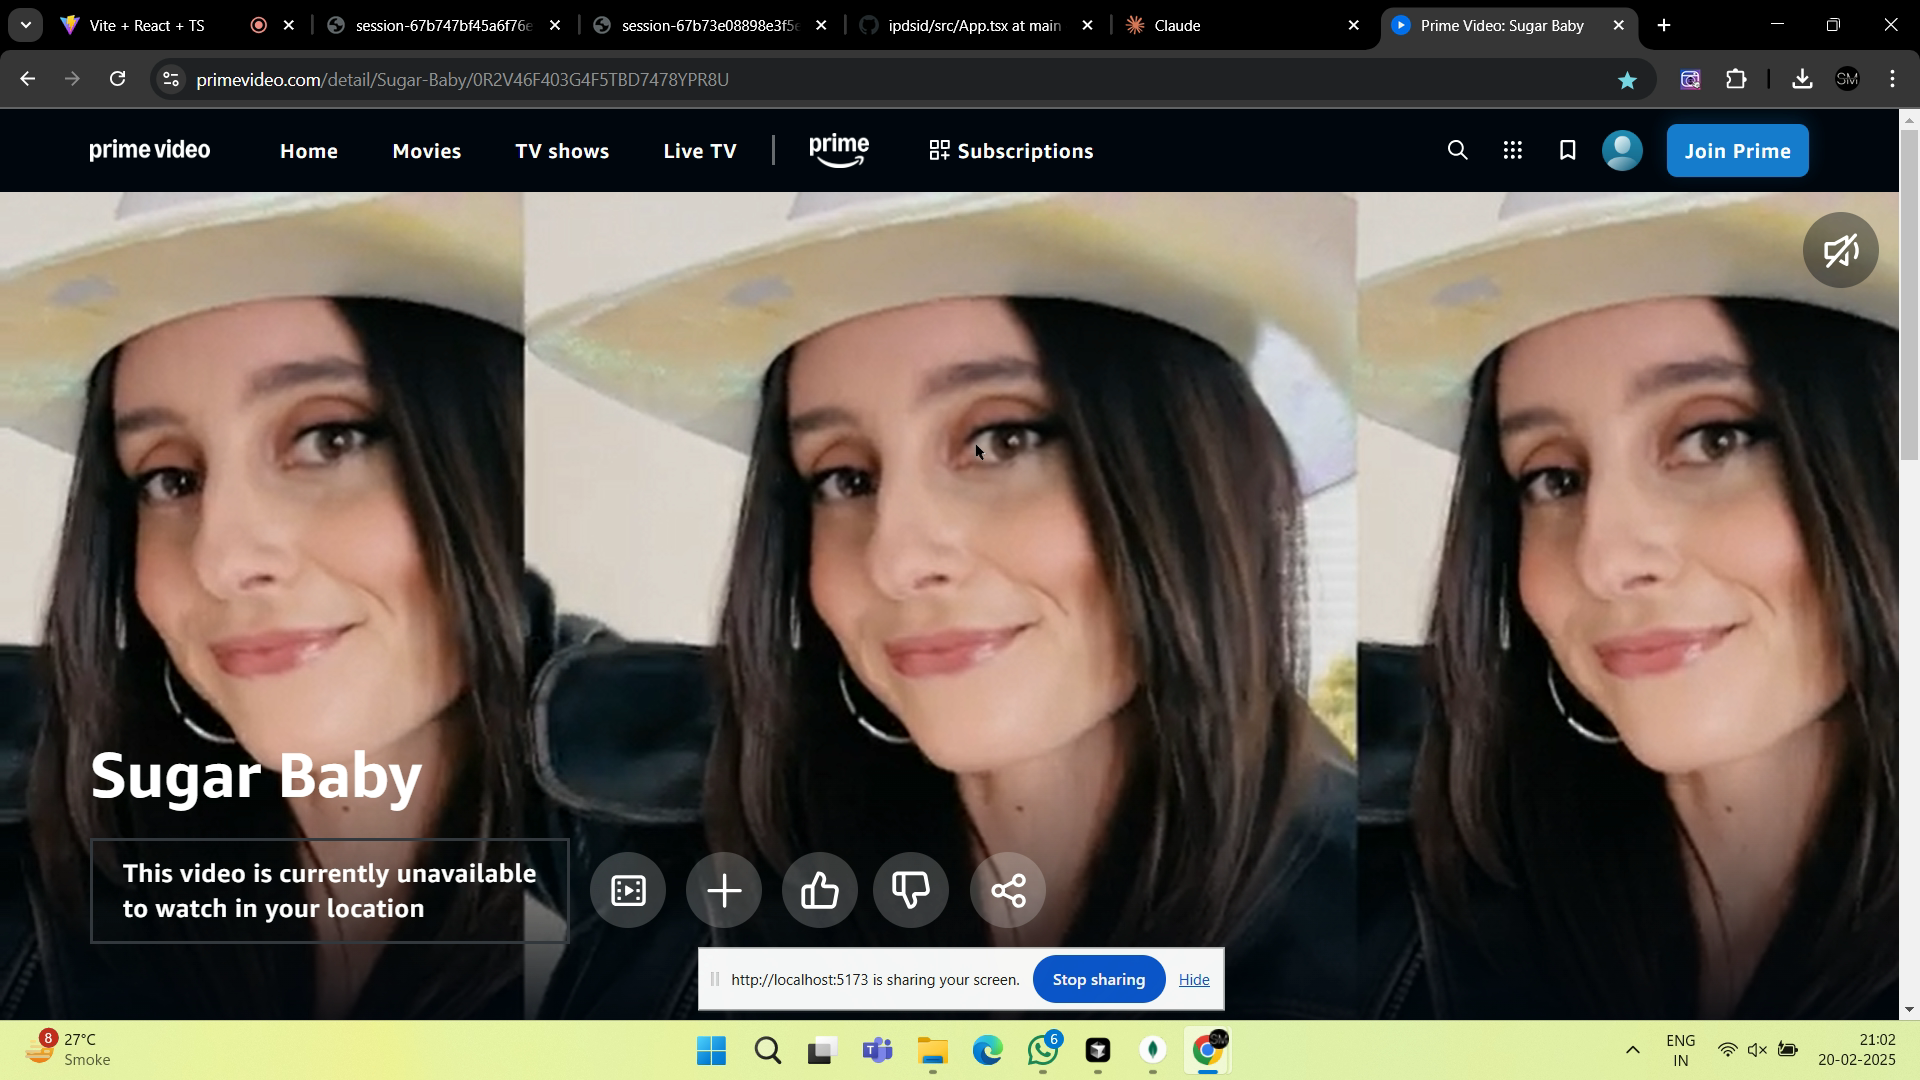 Vite + React + TS
session-67b747bf45a6f76e
session-67b73e08898e3f5e
ipdsid/src/App.tsx at main
Claude
Prime Video: Sugar Baby
primevideo.com/detail/Sugar-Baby/0R2V46F403G4F5TBD7478YPR8U
SM
prime video
Home
Movies
TV shows
Live TV
prime
Subscriptions
Join Prime
Sugar Baby
This video is currently unavailable
to watch in your location
http://localhost:5173 is sharing your screen.
Stop sharing
Hide
8
27°C
Smoke
6
SM
ENG
IN
21:02
20-02-2025